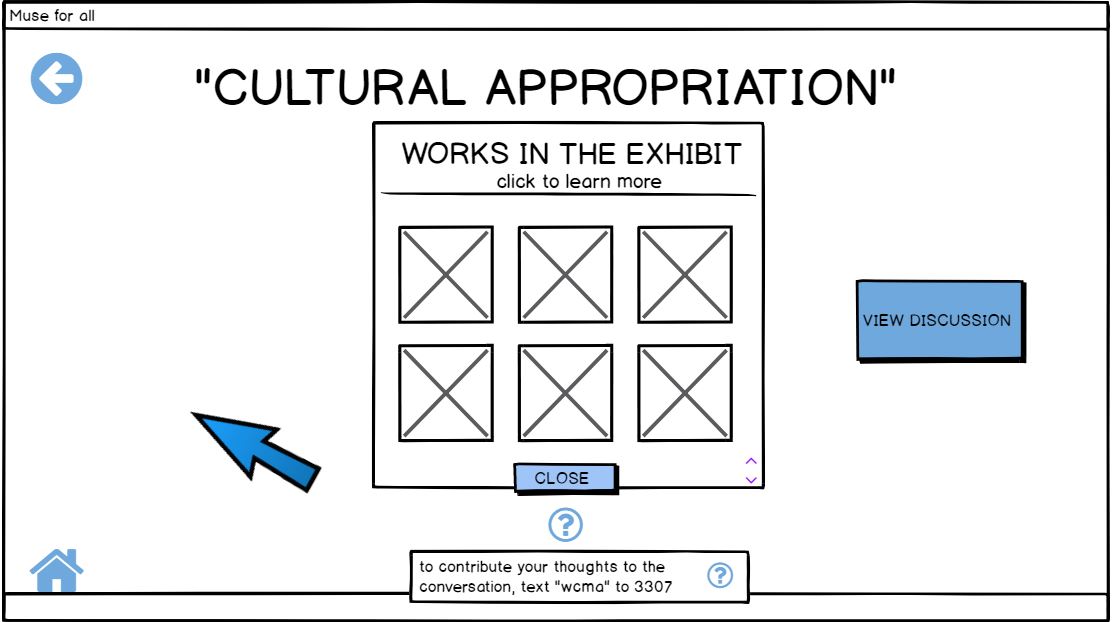 Muse for all
"CULTURAL APPROPRIATION"
WORKS IN THE EXHIBIT
click to learn more
VIEW DISCUSSION
CLOSE
?
to contribute your thoughts to the
conversation, text "wcma" to 3307
?